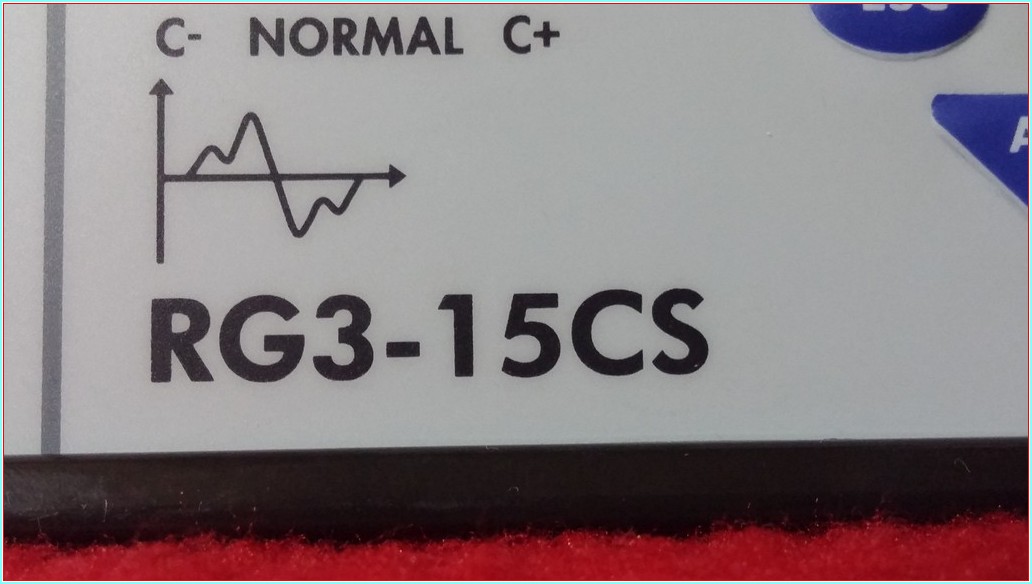 C- NORMAL C+
RG3-15CS